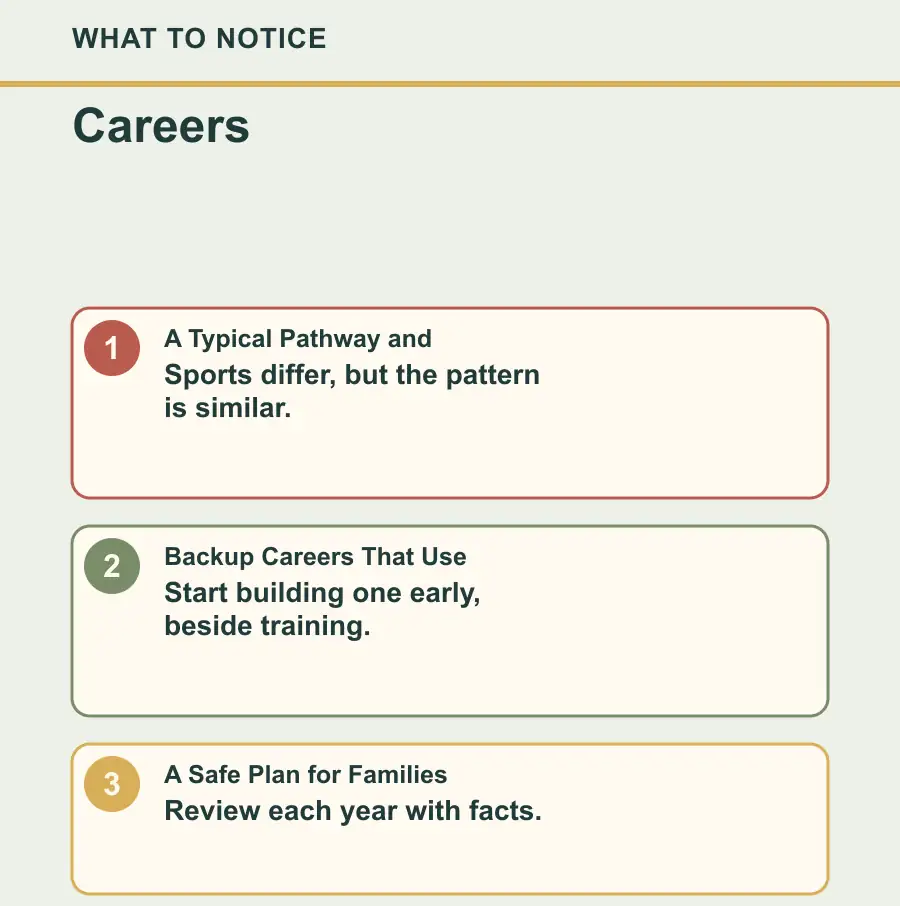 WHAT TO NOTICE
Careers
1
A Typical Pathway and
Sports differ, but the pattern
is similar.
2
Backup Careers That Use
Start building one early,
beside training.
3
A Safe Plan for Families
Review each year with facts.